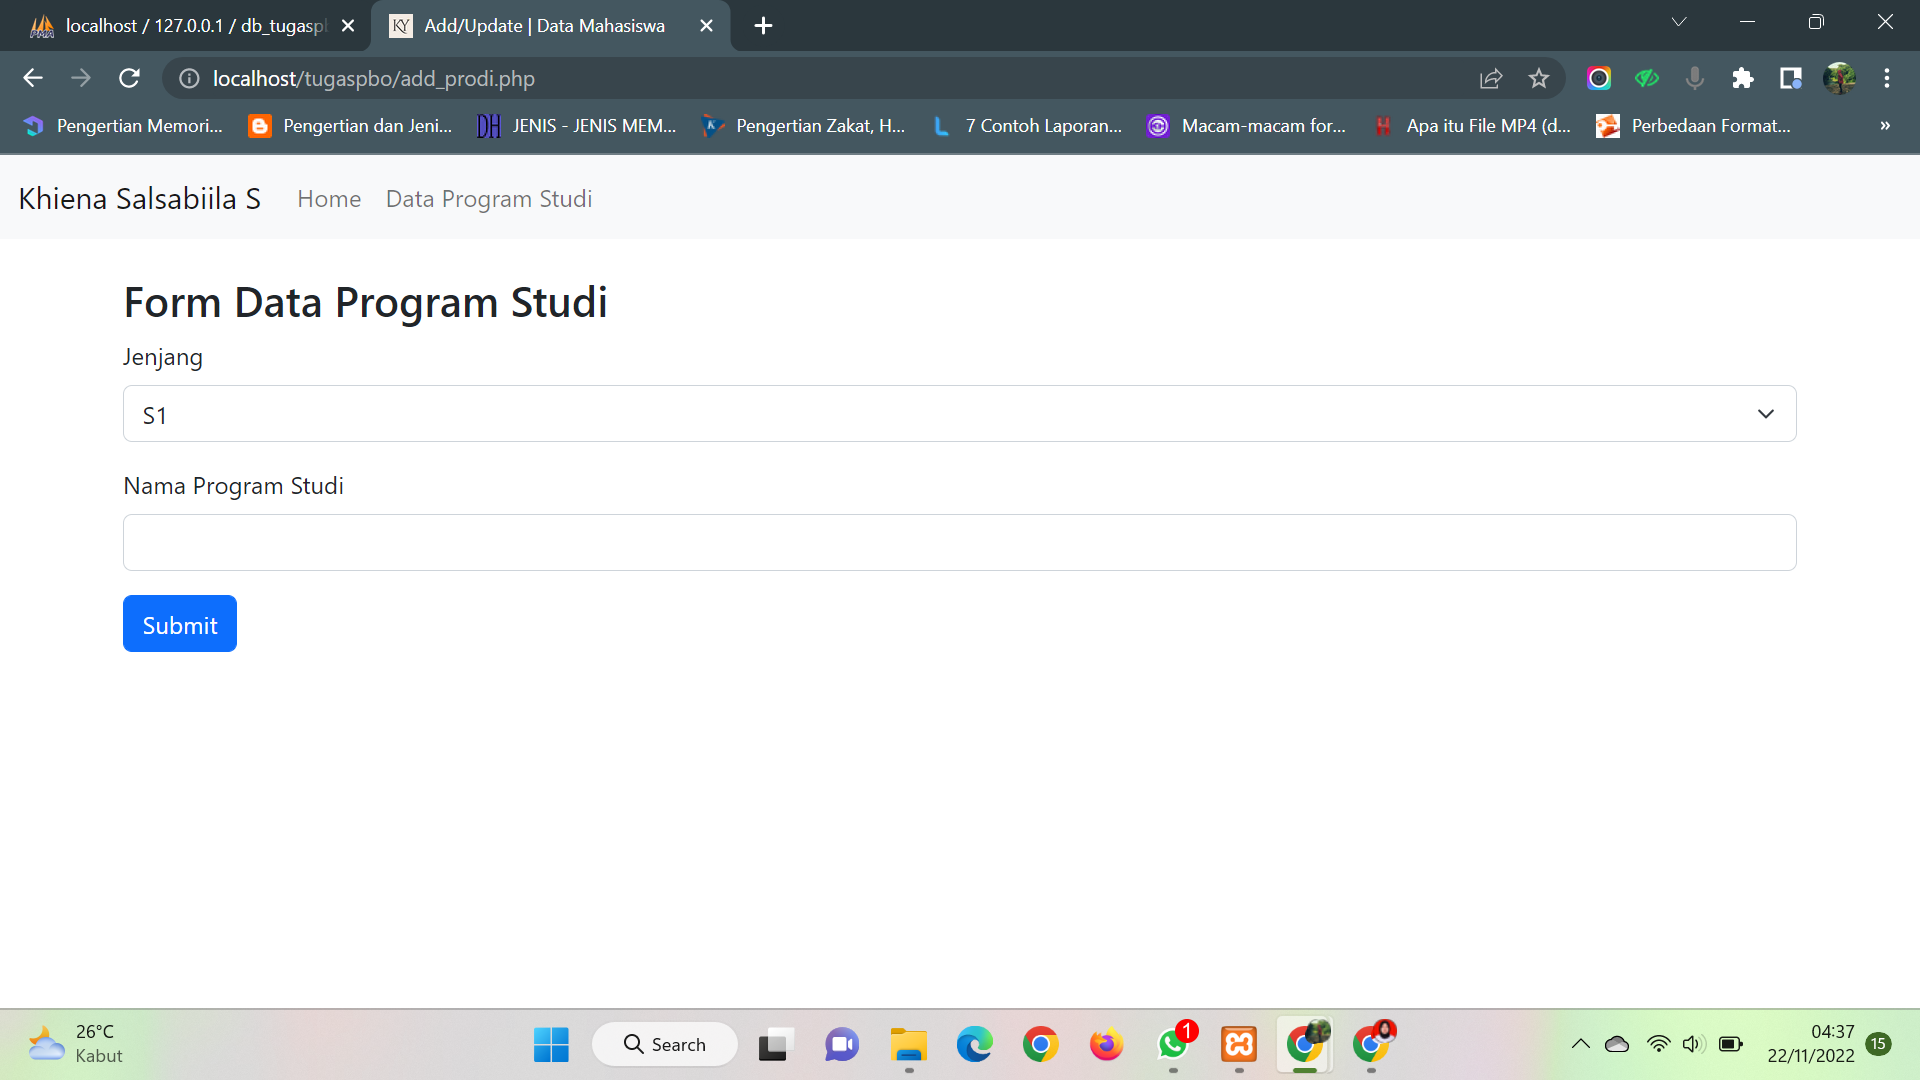 localhost / 127.0.0.1 / db_tugaspb
Add/Update | Data Mahasiswa
localhost/tugaspbo/add_prodi.php
Pengertian Memori...
Pengertian dan Jeni...
JENIS - JENIS MEM...
Pengertian Zakat, H...
7 Contoh Laporan...
Macam-macam for...
Apa itu File MP4 (d...
Perbedaan Format...
»
Khiena Salsabiila S
Home
Data Program Studi
Form Data Program Studi
Jenjang
S1
Nama Program Studi
Submit
26°C
Kabut
Search
1
04:37
22/11/2022
15